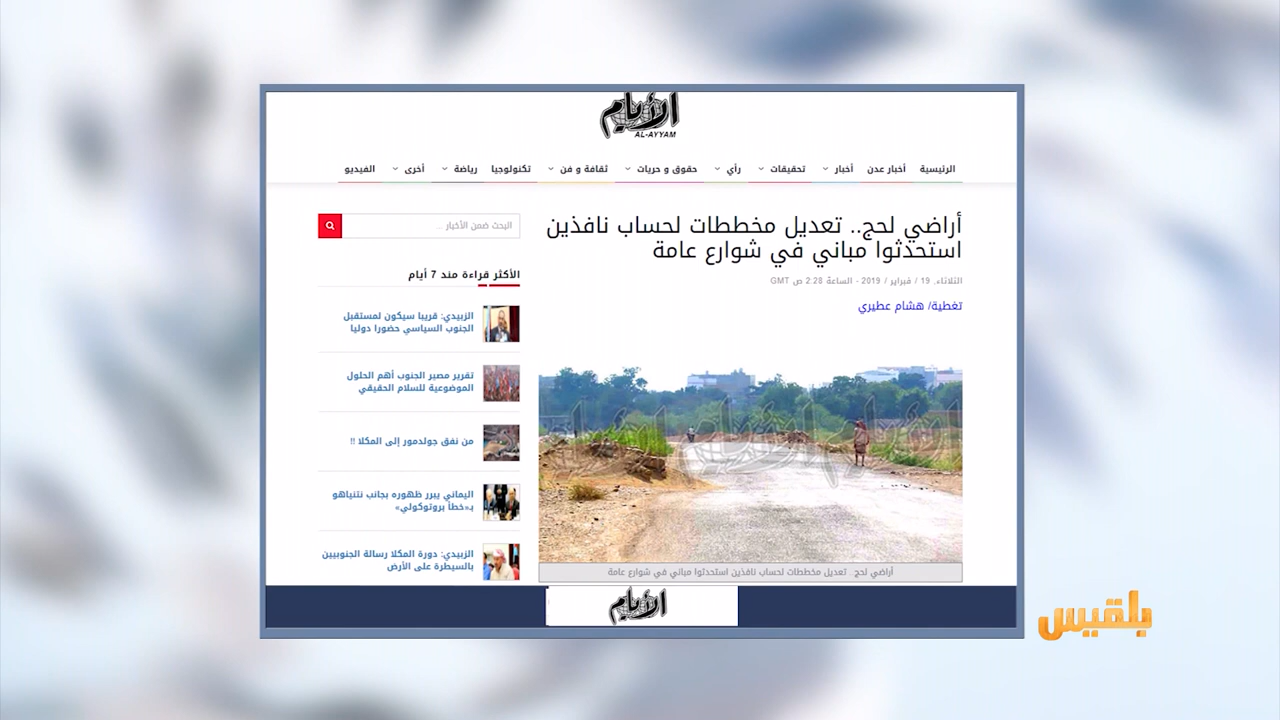 الأيام
AL-AYYAM
الرئيسية أخبار عدن أخبار تحقيقات رأي حقوق و حريات ثقافة و فن تكنولوجيا رياضة أخرى الفيديو
أراضي لحج.. تعديل مخططات لحساب نافذين
استحدثوا مباني في شوارع عامة
الثلاثاء, 19 / فبراير / 2019 - الساعة 2:28 ص GMT
تغطية/ هشام عطيري
الأيام الأيام الأيام
أراضي لحج.. تعديل مخططات لحساب نافذين استحدثوا مباني في شوارع عامة
البحث ضمن الأخبار ...
الأكثر قراءة منذ 7 أيام
الزبيدي: قريبا سيكون لمستقبل
الجنوب السياسي حضورا دوليا
تقرير مصير الجنوب أهم الحلول
الموضوعية للسلام الحقيقي
من نفق جولدمور إلى المكلا !!
اليماني يبرر ظهوره بجانب نتنياهو
بـ«خطأ بروتوكولي»
الزبيدي: دورة المكلا رسالة الجنوبيين
بالسيطرة على الأرض
الأيام
بلقيس